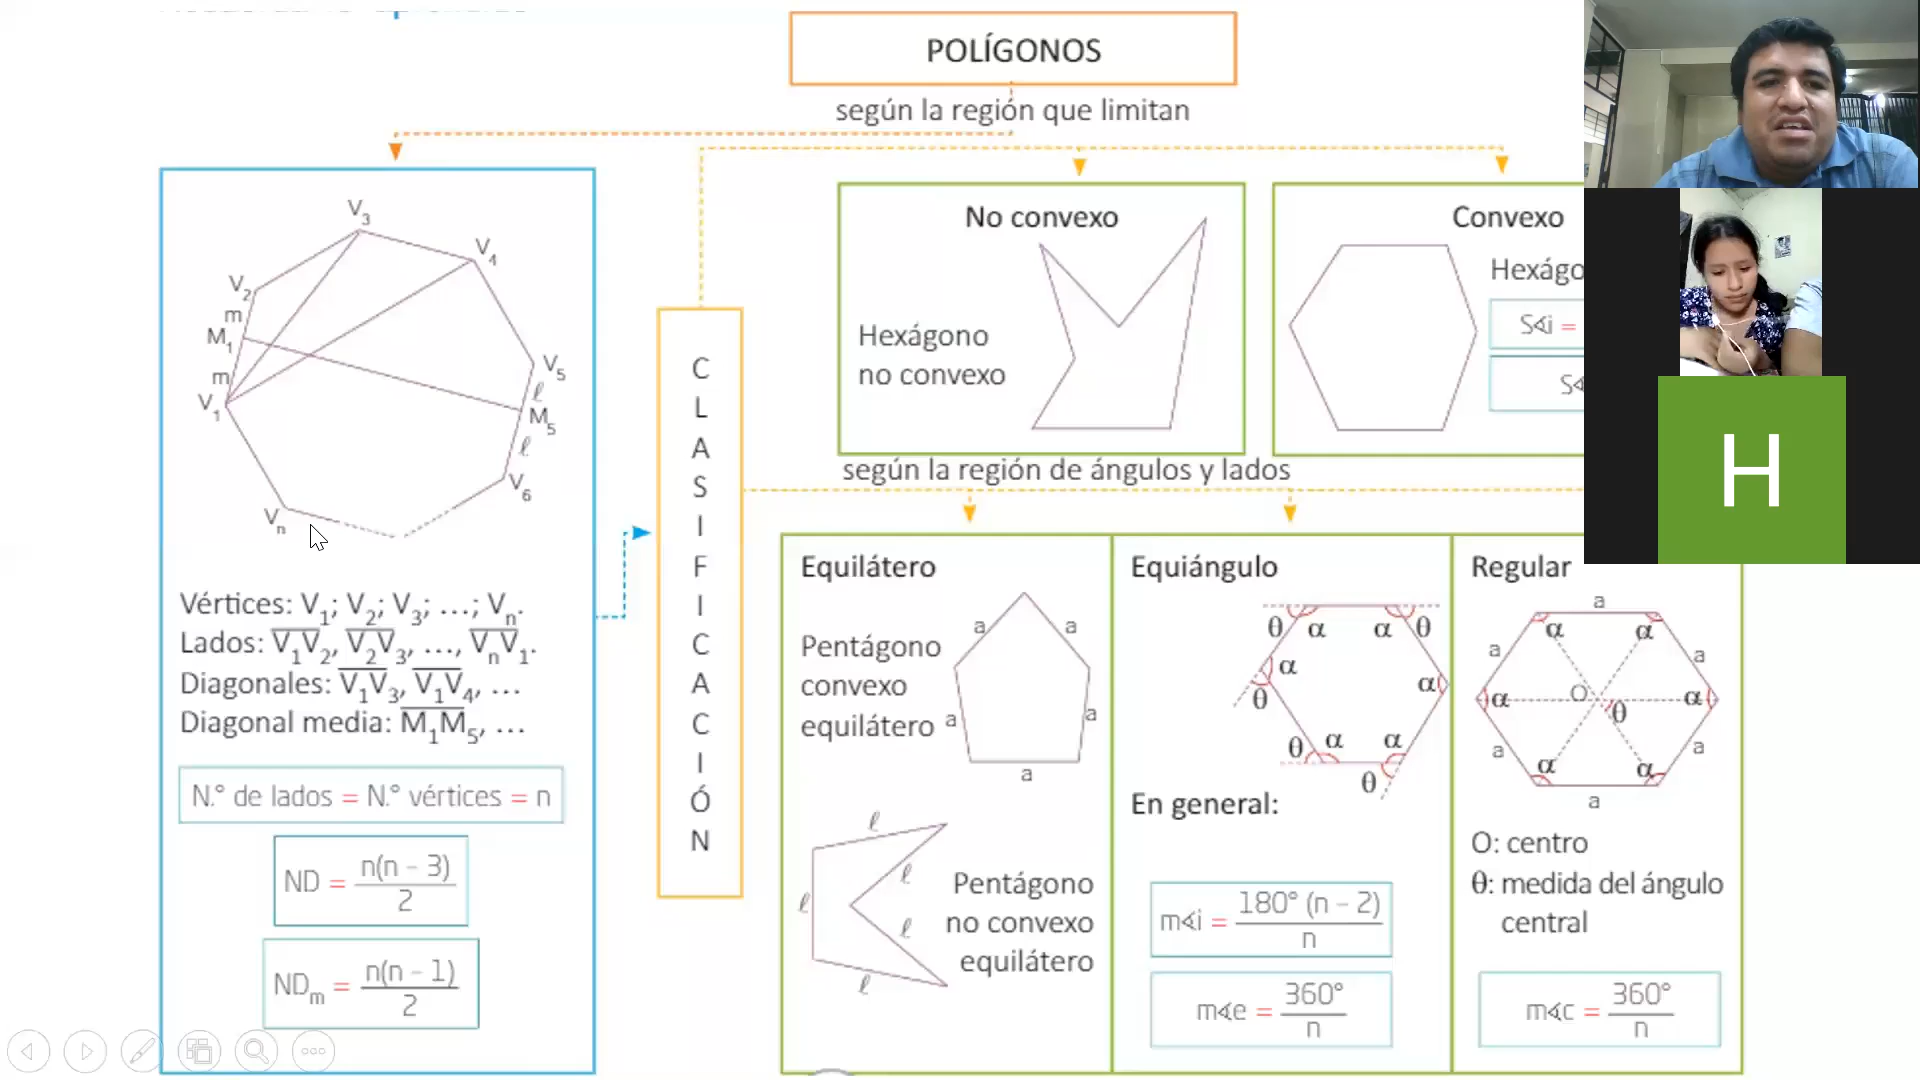 POLÍGONOS
según la región que limitan
V3
V4
V2
m
M1
m
V1
V5
ℓ
M5
ℓ
V6
Vn
Vértices: V1; V2; V3; ...; Vn.
Lados: V1V2, V2V3, ..., VnV1.
Diagonales: V1V3, V1V4, ...
Diagonal media: M1M5, ...
N.° de lados = N.° vértices = n
ND = n(n - 3)
2
NDm = n(n - 1)
2
CLASIFICACIÓN
No convexo
Hexágono
no convexo
Convexo
Hexágo
S∢i =
S∢
según la región de ángulos y lados
Equilátero
Pentágono
convexo
equilátero
a a
a a
a
ℓ
ℓ
ℓ
ℓ
ℓ
Pentágono
no convexo
equilátero
Equiángulo
θ α α θ
α
α
θ
θ α α
θ
En general:
m∢i = 180° (n - 2)
n
m∢e = 360°
n
Regular
a
α α
a a
O
α α
θ
a a
α α
a
O: centro
θ: medida del ángulo
central
m∢c = 360°
n
H